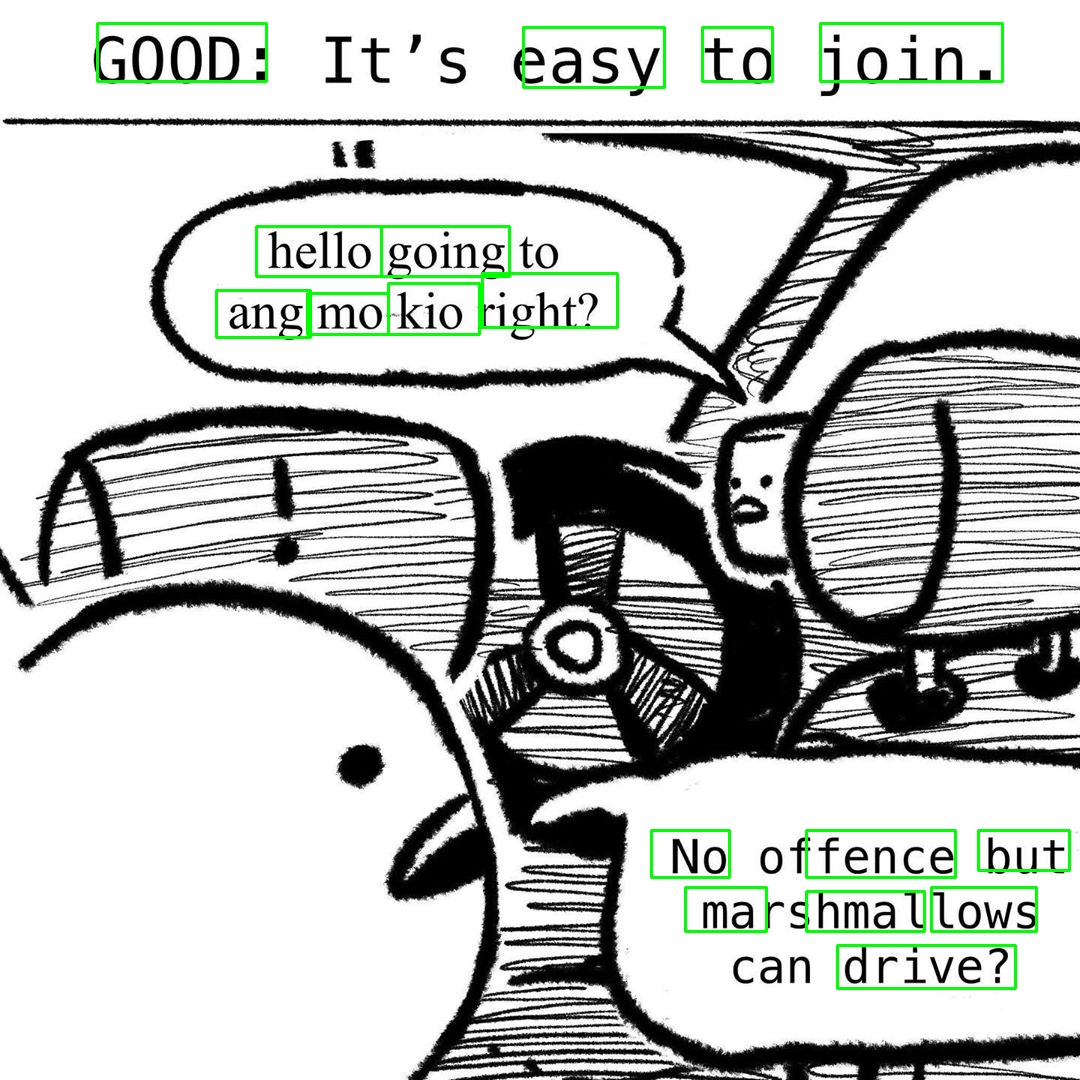 GOOD: It’s easy to join.
hello going to
ang mo kio right?
No offence but
marshmallows
can drive?